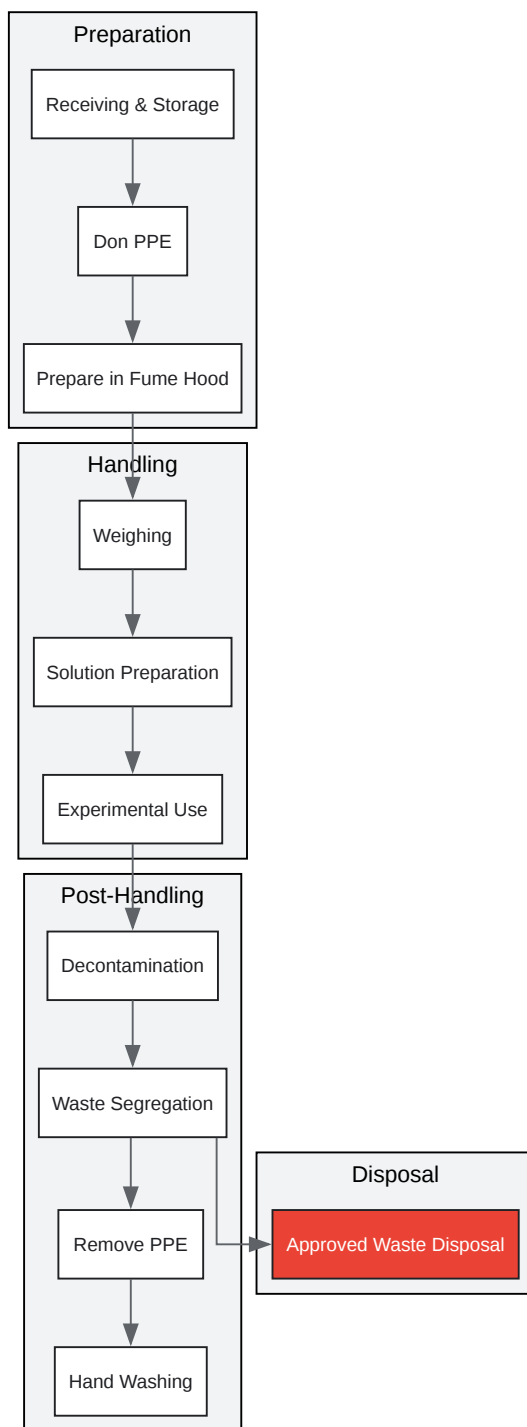 Preparation
Receiving & Storage
Don PPE
Prepare in Fume Hood
Handling
Weighing
Solution Preparation
Experimental Use
Post-Handling
Decontamination
Waste Segregation
Disposal
Approved Waste Disposal
Remove PPE
Hand Washing